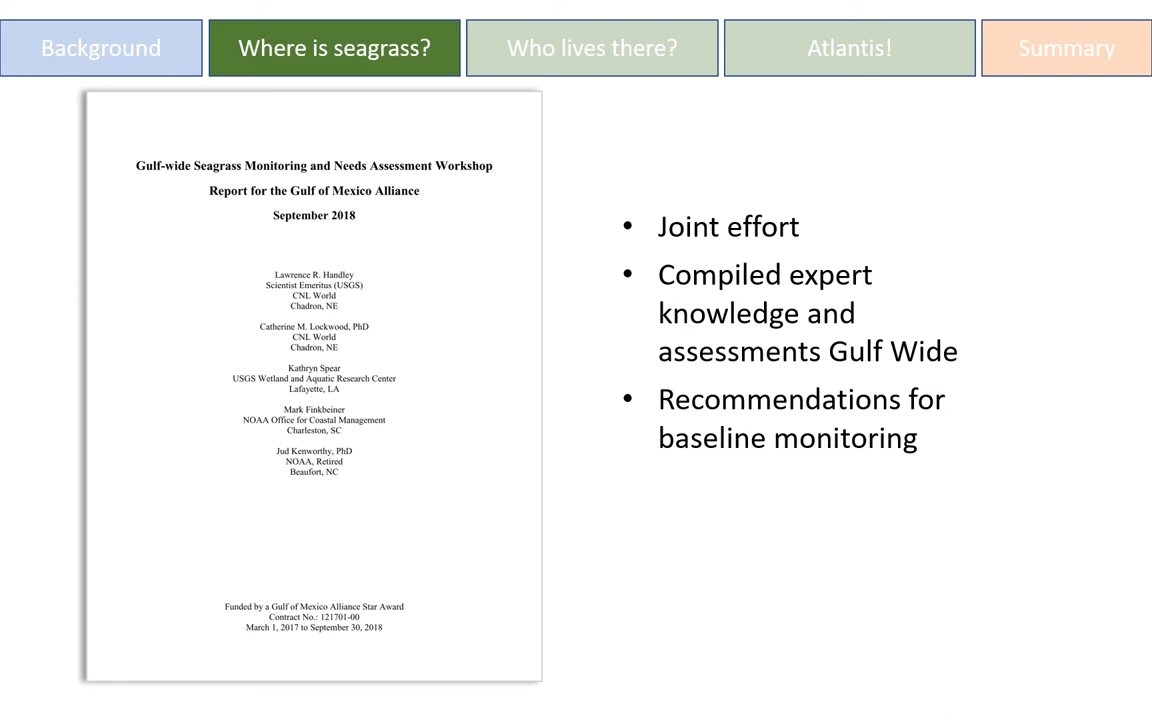 Background
Where is seagrass?
Who lives there?
Atlantis!
Summary
Gulf-wide Seagrass Monitoring and Needs Assessment Workshop
Report for the Gulf of Mexico Alliance
September 2018
Lawrence R. Handley
Scientist Emeritus (USGS)
CNL World
Chadron, NE
Catherine M. Lockwood, PhD
CNL World
Chadron, NE
Kathryn Spear
USGS Wetland and Aquatic Research Center
Lafayette, LA
Mark Finkbeiner
NOAA Office for Coastal Management
Charleston, SC
Jud Kenworthy, PhD
NOAA, Retired
Beaufort, NC
Funded by a Gulf of Mexico Alliance Star Award
Contract No.: 121701-00
March 1, 2017 to September 30, 2018
• Joint effort
• Compiled expert
knowledge and
assessments Gulf Wide
• Recommendations for
baseline monitoring